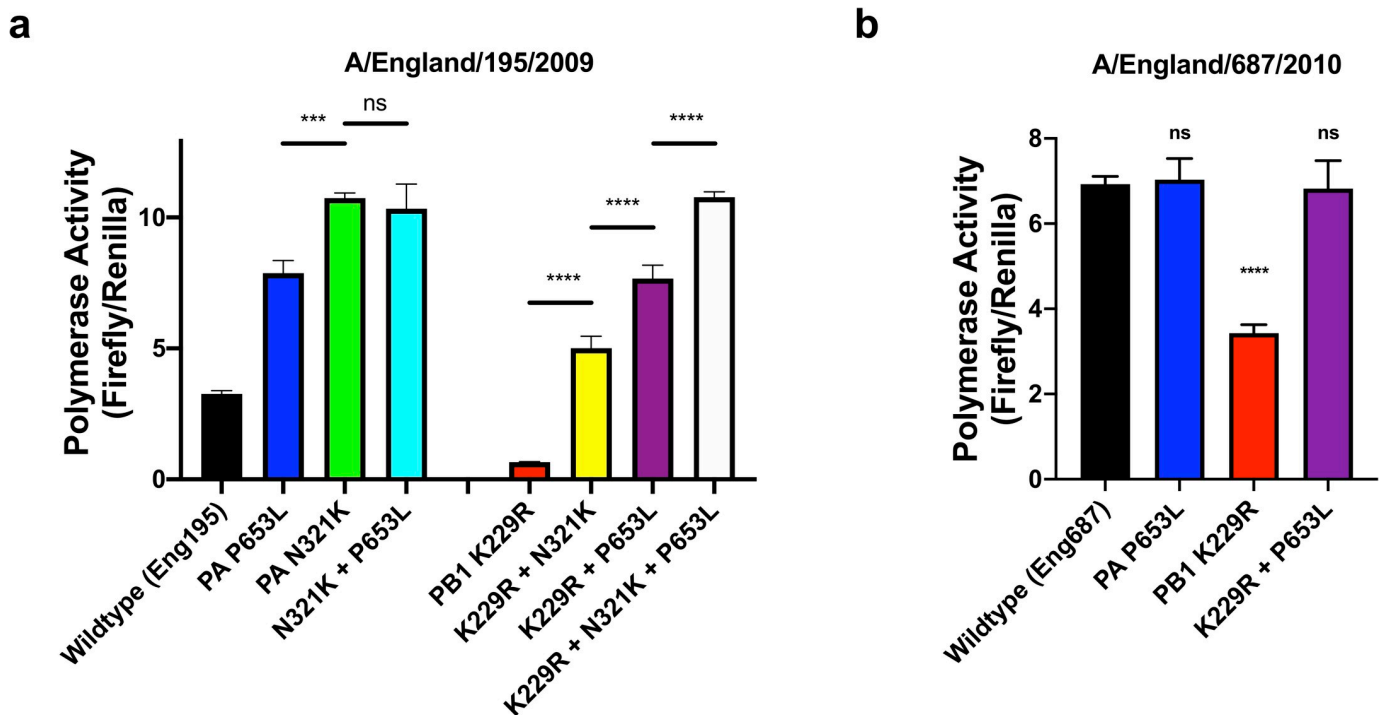 a
A/England/195/2009
Polymerase Activity
(Firefly/Renilla)
10
5
0
***
ns
****
****
****
Wildtype (Eng195)
PA P653L
PA N321K
N321K + P653L
PB1 K229R
K229R + N321K
K229R + P653L
K229R + N321K + P653L
b
A/England/687/2010
Polymerase Activity
(Firefly/Renilla)
8
6
4
2
0
ns
****
ns
Wildtype (Eng687)
PA P653L
PB1 K229R
K229R + P653L